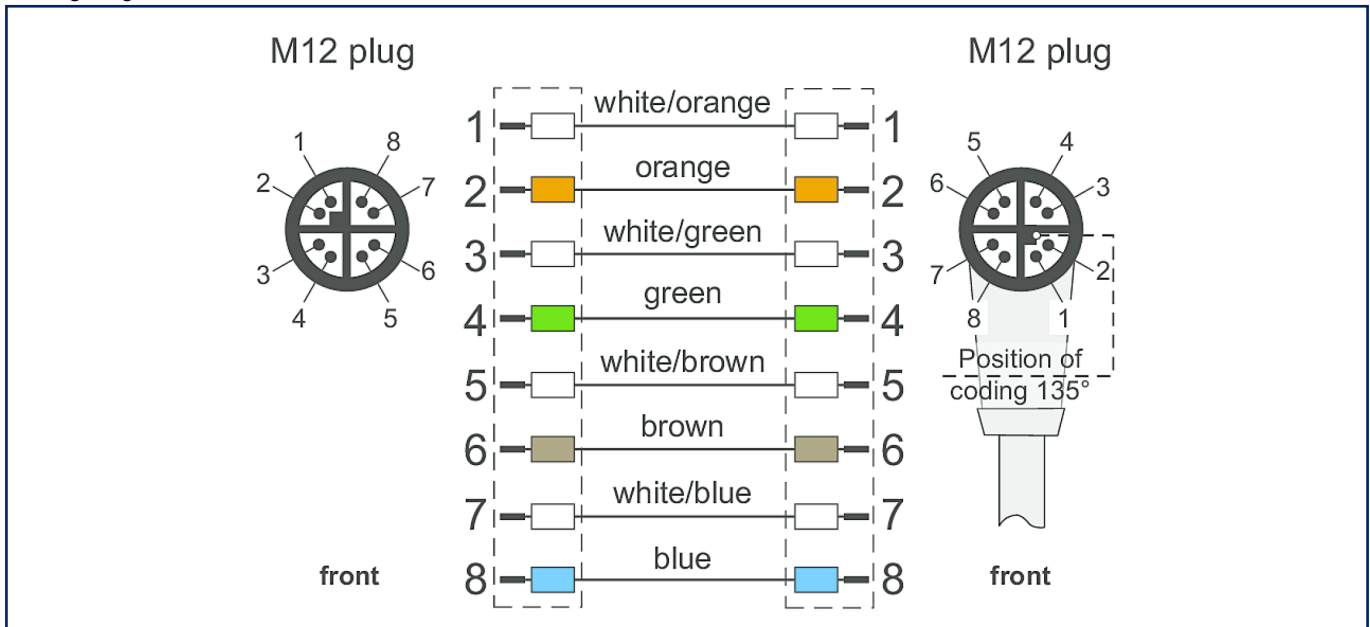 M12 plug
M12 plug
1 white/orange 1
2 orange 2
3 white/green 3
4 green 4
5 white/brown 5
6 brown 6
7 white/blue 7
8 blue 8
1 8
2 7
3 6
4 5
5 4
6 3
7 2
8 1
Position of
coding 135°
front
front